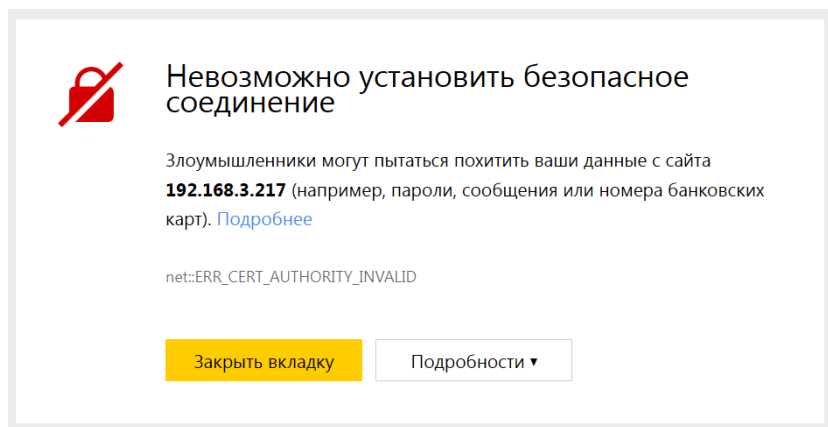 Невозможно установить безопасное
соединение
Злоумышленники могут пытаться похитить ваши данные с сайта
192.168.3.217 (например, пароли, сообщения или номера банковских
карт). Подробнее
net::ERR_CERT_AUTHORITY_INVALID
Закрыть вкладку
Подробности ▾